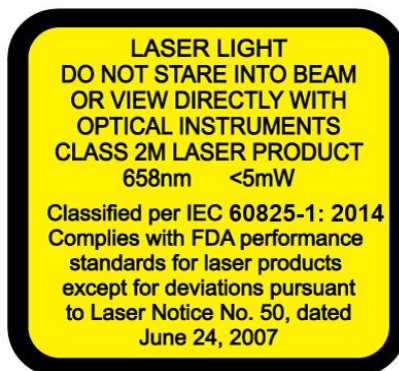 LASER LIGHT
DO NOT STARE INTO BEAM
OR VIEW DIRECTLY WITH
OPTICAL INSTRUMENTS
CLASS 2M LASER PRODUCT
658nm <5mW
Classified per IEC 60825-1: 2014
Complies with FDA performance
standards for laser products
except for deviations pursuant
to Laser Notice No. 50, dated
June 24, 2007